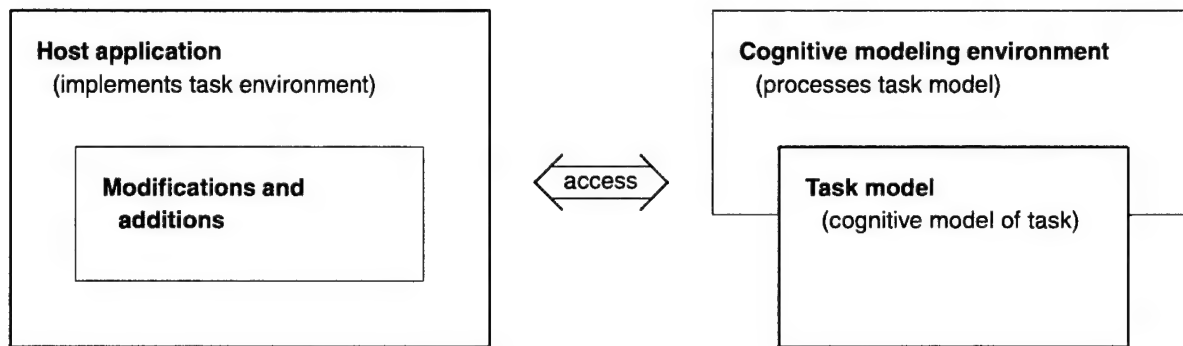 Host application
(implements task environment)
Modifications and
additions
access
Cognitive modeling environment
(processes task model)
Task model
(cognitive model of task)